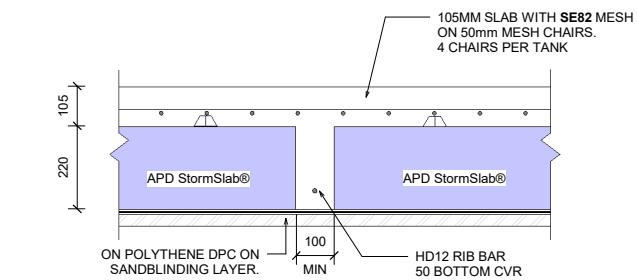 105MM SLAB WITH SE82 MESH
ON 50mm MESH CHAIRS.
4 CHAIRS PER TANK
105
220
APD StormSlab®
APD StormSlab®
ON POLYTHENE DPC ON
SANDBLINDING LAYER.
100
MIN
HD12 RIB BAR
50 BOTTOM CVR